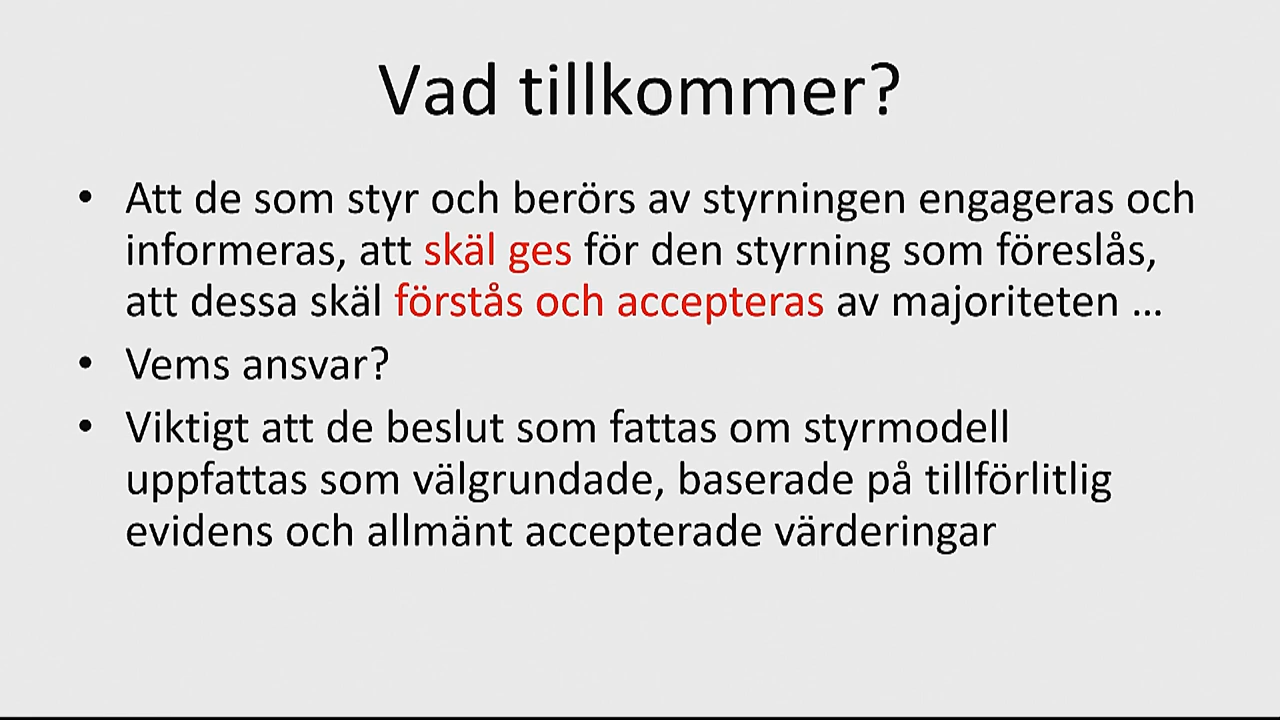 Vad tillkommer?
• Att de som styr och berörs av styrningen engageras och
informeras, att skäl ges för den styrning som föreslås,
att dessa skäl förstås och accepteras av majoriteten ...
• Vems ansvar?
• Viktigt att de beslut som fattas om styrmodell
uppfattas som välgrundade, baserade på tillförlitlig
evidens och allmänt accepterade värderingar